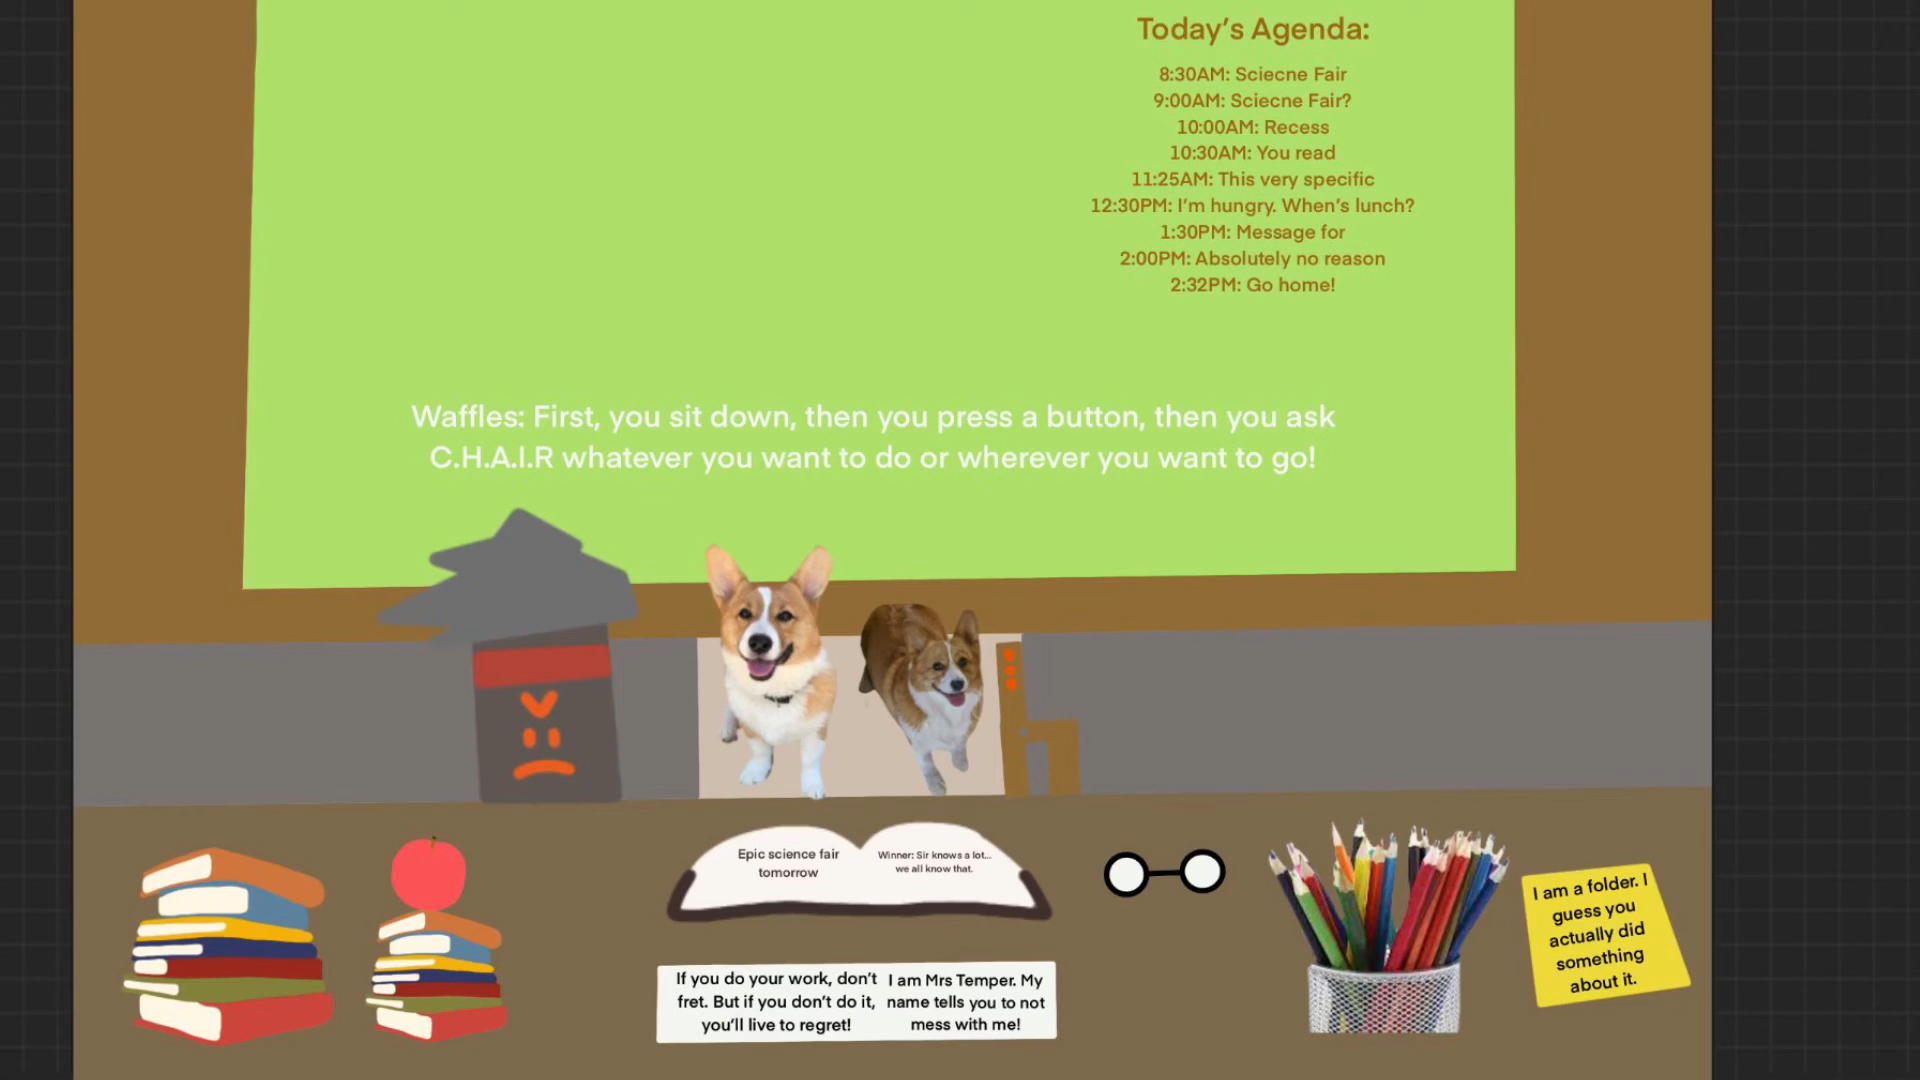 Today's Agenda:
8:30AM: Sciecne Fair
9:00AM: Sciecne Fair?
10:00AM: Recess
10:30AM: You read
11:25AM: This very specific
12:30PM: I'm hungry. When's lunch?
1:30PM: Message for
2:00PM: Absolutely no reason
2:32PM: Go home!
Waffles: First, you sit down, then you press a button, then you ask
C.H.A.I.R whatever you want to do or wherever you want to go!
Epic science fair
tomorrow
Winner: Sir knows a lot...
we all know that.
If you do your work, don't
fret. But if you don't do it,
you'll live to regret!
I am Mrs Temper. My
name tells you to not
mess with me!
I am a folder. I
guess you
actually did
something
about it.